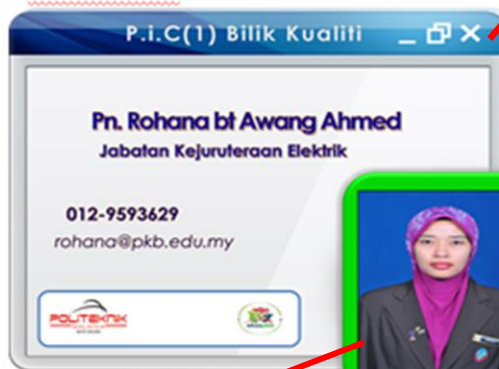 P.i.C(1) Bilik Kualiti
Pn. Rohana bt Awang Ahmed
Jabatan Kejuruteraan Elektrik
012-9593629
rohana@pkb.edu.my
POLITEKNIK